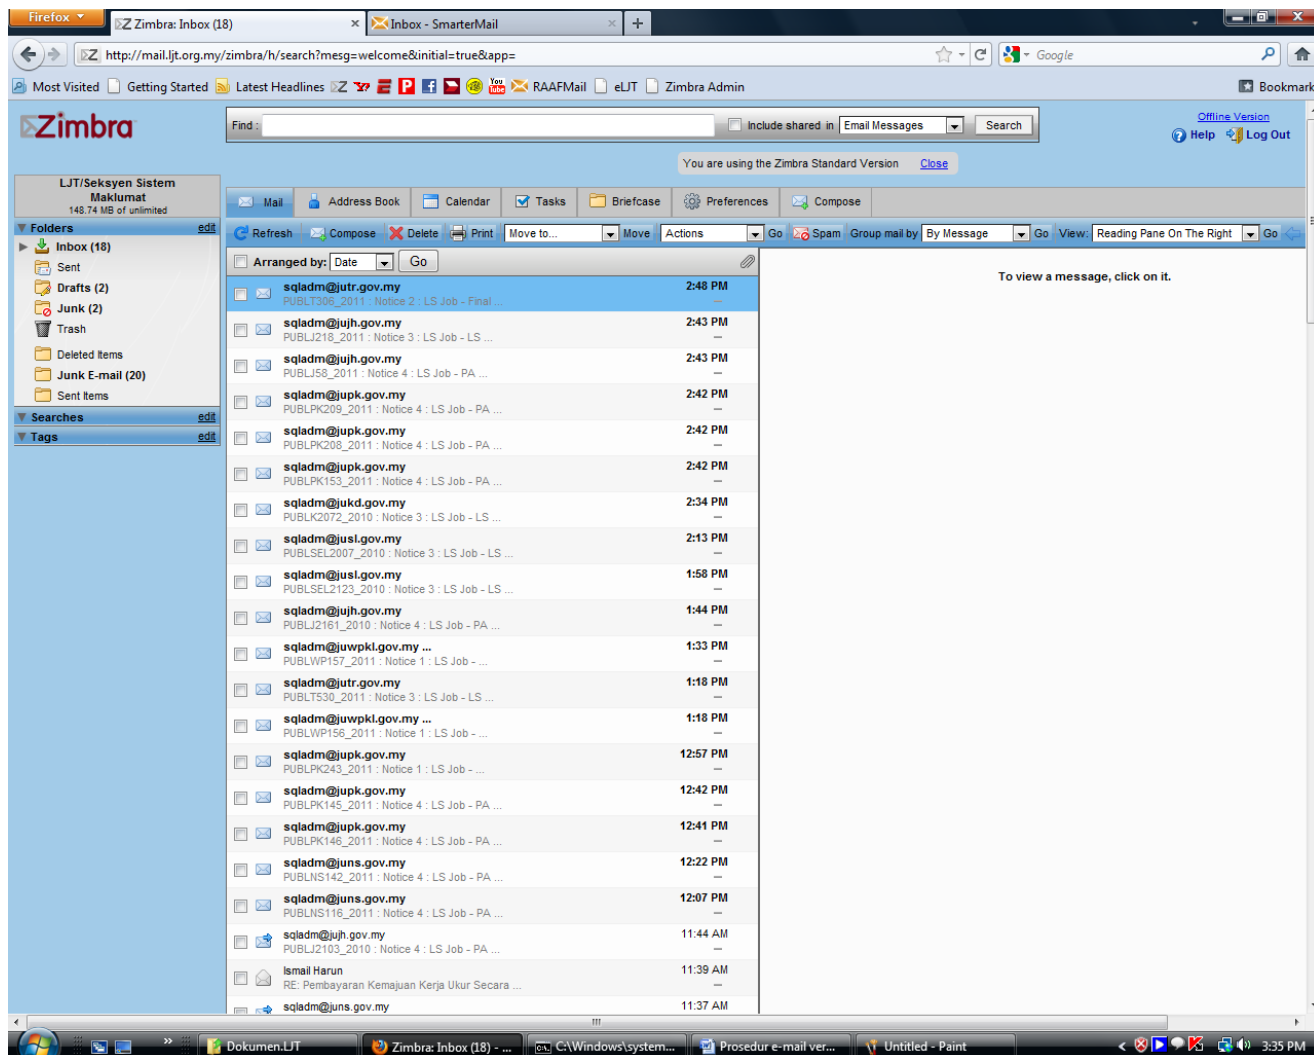 Firefox
Zimbra: Inbox (18)
Inbox - SmarterMail
http://mail.ljt.org.my/zimbra/h/search?mesg=welcome&initial=true&app=
Google
Most Visited Getting Started Latest Headlines RAAFMail eLJT Zimbra Admin Bookmark
Zimbra
Find :
Include shared in Email Messages Search
Offline Version
Help Log Out
You are using the Zimbra Standard Version Close
LJT/Seksyen Sistem
Maklumat
148.74 MB of unlimited
Mail Address Book Calendar Tasks Briefcase Preferences Compose
Refresh Compose Delete Print Move to... Move Actions Go Spam Group mail by By Message Go View: Reading Pane On The Right Go
Folders edit
Inbox (18)
Sent
Drafts (2)
Junk (2)
Trash
Deleted Items
Junk E-mail (20)
Sent Items
Searches edit
Tags edit
Arranged by: Date Go
sqladm@jutr.gov.my 2:48 PM
PUBLT306_2011 : Notice 2 : LS Job - Final ...
sqladm@jujh.gov.my 2:43 PM
PUBLJ218_2011 : Notice 3 : LS Job - LS ...
sqladm@jujh.gov.my 2:43 PM
PUBLJ58_2011 : Notice 4 : LS Job - PA ...
sqladm@jupk.gov.my 2:42 PM
PUBLPK209_2011 : Notice 4 : LS Job - PA ...
sqladm@jupk.gov.my 2:42 PM
PUBLPK208_2011 : Notice 4 : LS Job - PA ...
sqladm@jupk.gov.my 2:42 PM
PUBLPK153_2011 : Notice 4 : LS Job - PA ...
sqladm@jukd.gov.my 2:34 PM
PUBLK2072_2010 : Notice 3 : LS Job - LS ...
sqladm@jusl.gov.my 2:13 PM
PUBLSEL2007_2010 : Notice 3 : LS Job - LS ...
sqladm@jusl.gov.my 1:58 PM
PUBLSEL2123_2010 : Notice 3 : LS Job - LS ...
sqladm@jujh.gov.my 1:44 PM
PUBLJ2161_2010 : Notice 4 : LS Job - PA ...
sqladm@juwpkl.gov.my ... 1:33 PM
PUBLWP157_2011 : Notice 1 : LS Job - ...
sqladm@jutr.gov.my 1:18 PM
PUBLT530_2011 : Notice 3 : LS Job - LS ...
sqladm@juwpkl.gov.my ... 1:18 PM
PUBLWP156_2011 : Notice 1 : LS Job - ...
sqladm@jupk.gov.my 12:57 PM
PUBLPK243_2011 : Notice 1 : LS Job - ...
sqladm@jupk.gov.my 12:42 PM
PUBLPK145_2011 : Notice 4 : LS Job - PA ...
sqladm@jupk.gov.my 12:41 PM
PUBLPK146_2011 : Notice 4 : LS Job - PA ...
sqladm@juns.gov.my 12:22 PM
PUBLNS142_2011 : Notice 4 : LS Job - PA ...
sqladm@juns.gov.my 12:07 PM
PUBLNS116_2011 : Notice 4 : LS Job - PA ...
sqladm@jujh.gov.my 11:44 AM
PUBLJ2103_2010 : Notice 4 : LS Job - PA ...
Ismail Harun 11:39 AM
RE: Pembayaran Kemajuan Kerja Ukur Secara ...
sqladm@juns.gov.my 11:37 AM
To view a message, click on it.
Dokumen.LJT
Zimbra: Inbox (18) - ...
C:\Windows\system...
Prosedur e-mail ver...
Untitled - Paint
3:35 PM